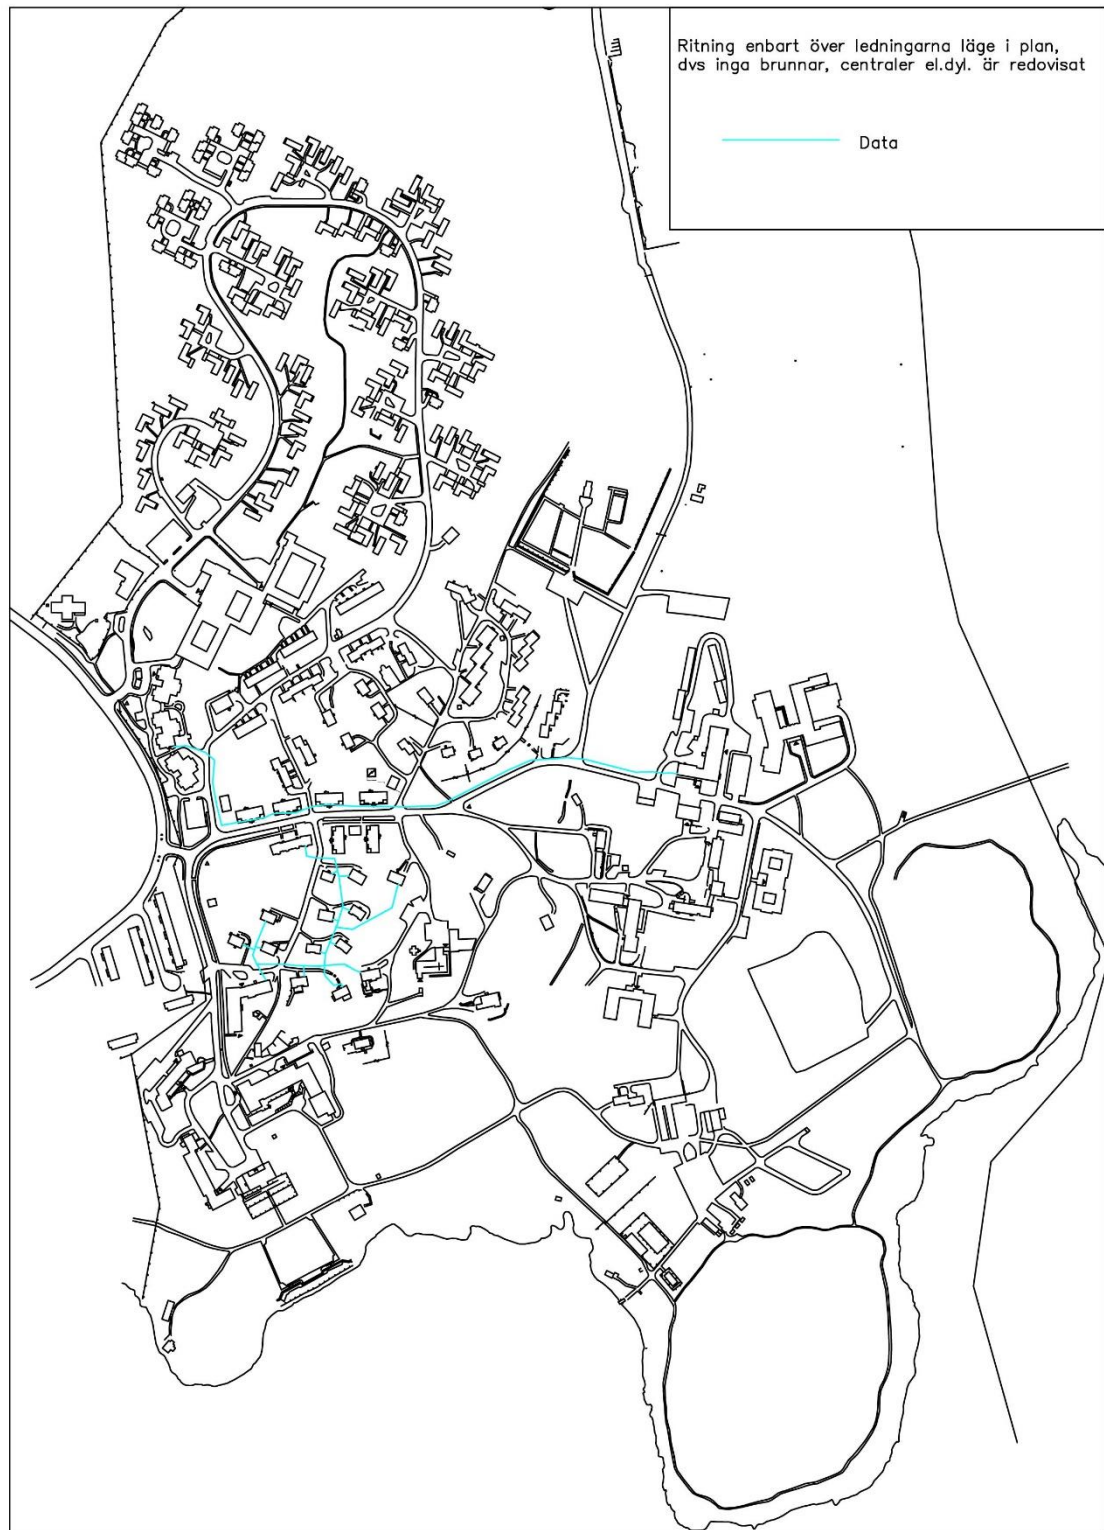 Ritning enbart över ledningarna läge i plan,
dvs inga brunnar, centraler el.dyl. är redovisat
Data